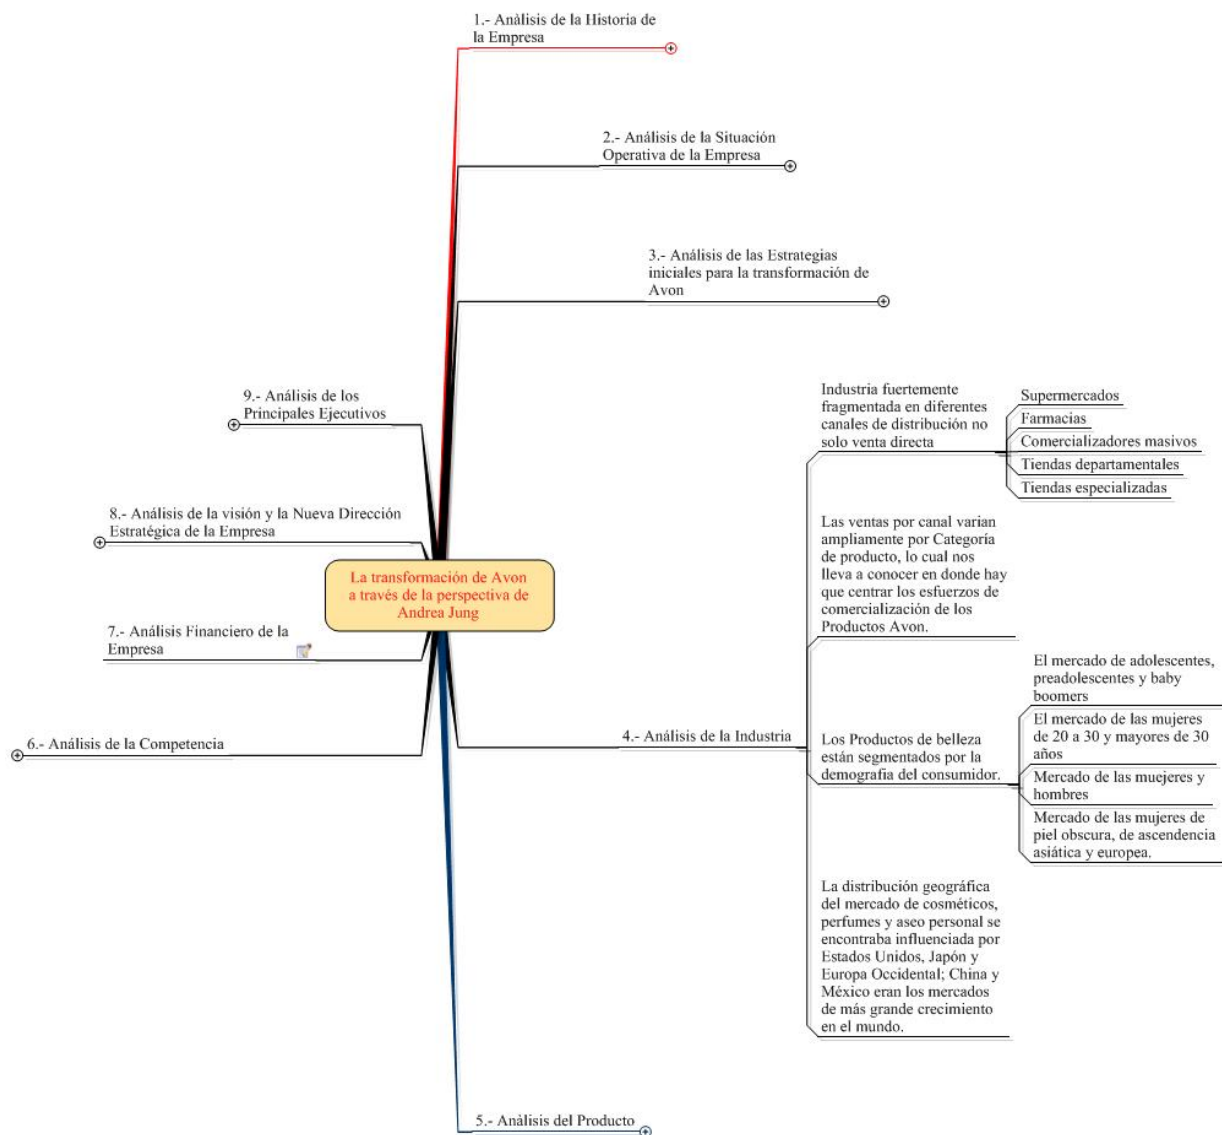 1.- Anàlisis de la Historia de
la Empresa
2.- Análisis de la Situación
Operativa de la Empresa
3.- Análisis de las Estrategias
iniciales para la transformación de
Avon
9.- Análisis de los
Principales Ejecutivos
8.- Análisis de la visión y la Nueva Dirección
Estratégica de la Empresa
La transformación de Avon
a través de la perspectiva de
Andrea Jung
7.- Análisis Financiero de la
Empresa
6.- Análisis de la Competencia
4.- Análisis de la Industria
Industria fuertemente
fragmentada en diferentes
canales de distribución no
solo venta directa
Supermercados
Farmacias
Comercializadores masivos
Tiendas departamentales
Tiendas especializadas
Las ventas por canal varian
ampliamente por Categoría
de producto, lo cual nos
lleva a conocer en donde hay
que centrar los esfuerzos de
comercialización de los
Productos Avon.
Los Productos de belleza
están segmentados por la
demografia del consumidor.
El mercado de adolescentes,
preadolescentes y baby
boomers
El mercado de las mujeres
de 20 a 30 y mayores de 30
años
Mercado de las muejeres y
hombres
Mercado de las mujeres de
piel obscura, de ascendencia
asiática y europea.
La distribución geográfica
del mercado de cosméticos,
perfumes y aseo personal se
encontraba influenciada por
Estados Unidos, Japón y
Europa Occidental; China y
México eran los mercados
de más grande crecimiento
en el mundo.
5.- Anàlisis del Producto